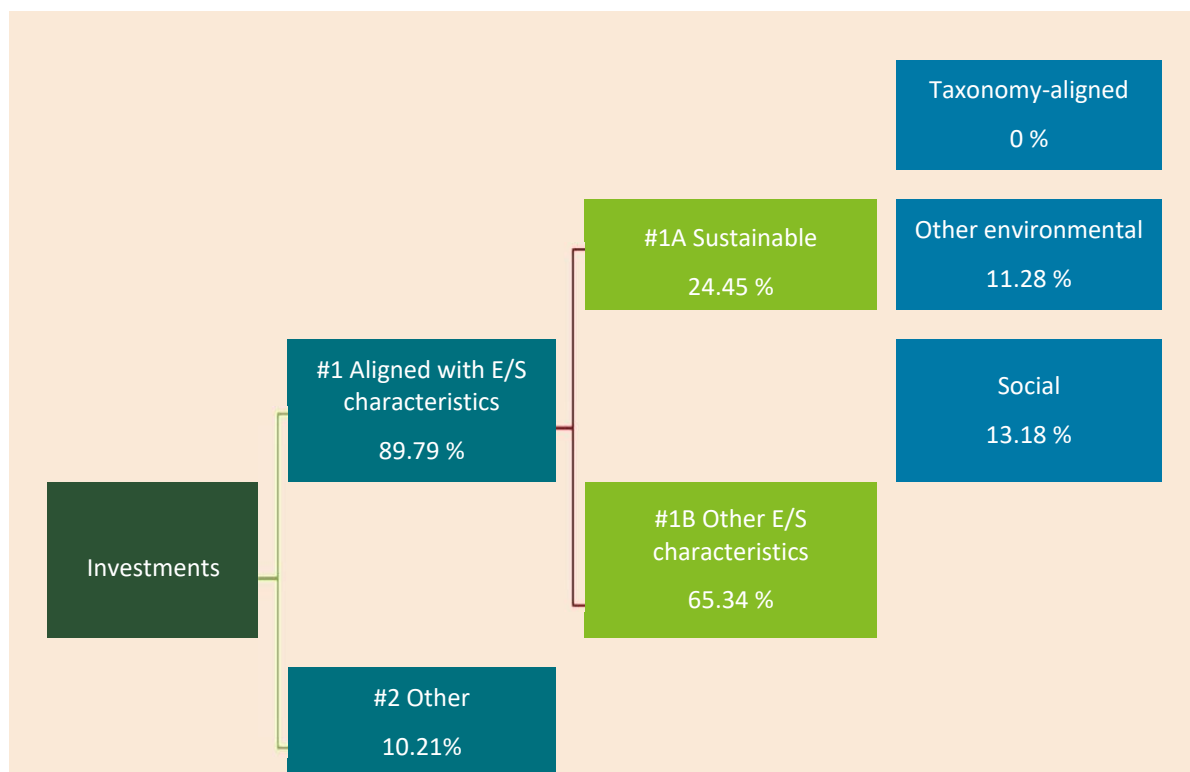 Investments
#1 Aligned with E/S
characteristics
89.79 %
#2 Other
10.21%
#1A Sustainable
24.45 %
#1B Other E/S
characteristics
65.34 %
Taxonomy-aligned
0 %
Other environmental
11.28 %
Social
13.18 %